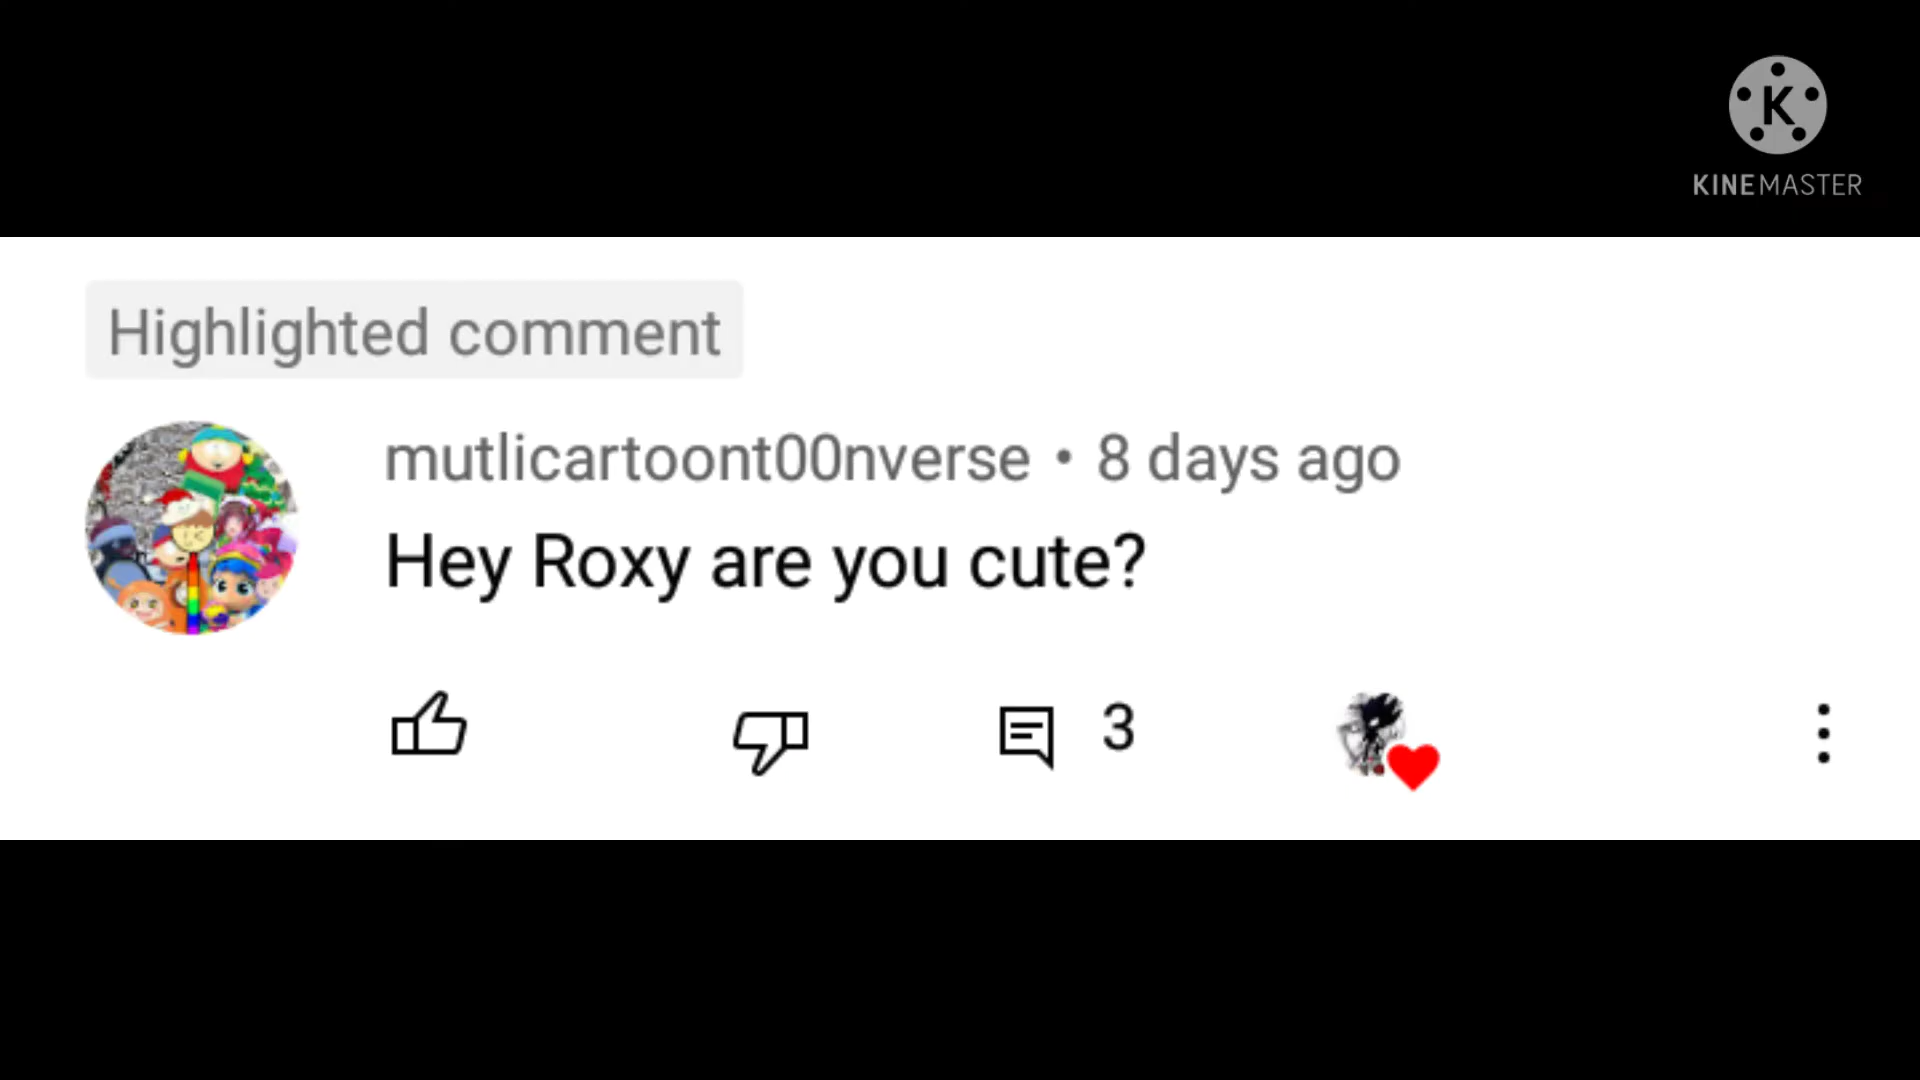 K
KINEMASTER
Highlighted comment
mutlicartoont00nverse • 8 days ago
Hey Roxy are you cute?
3